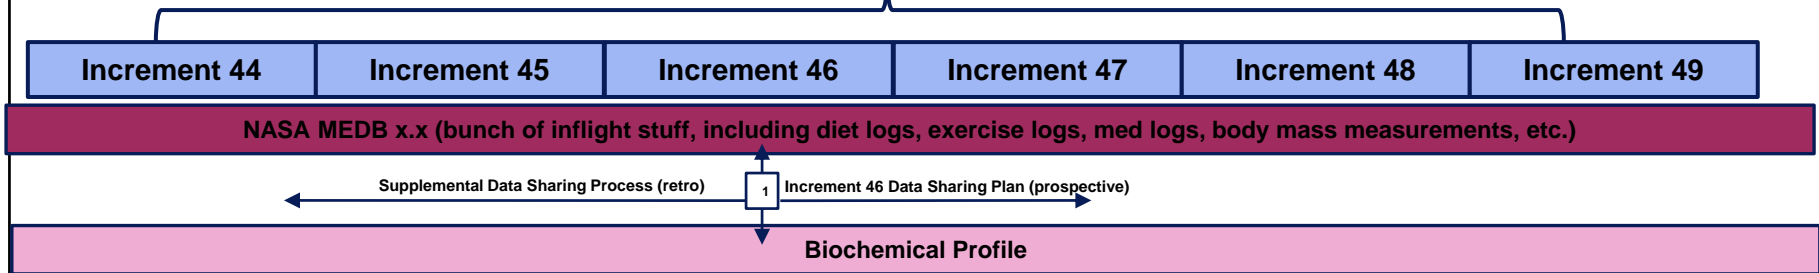 Increment 44 Increment 45 Increment 46 Increment 47 Increment 48 Increment 49
NASA MEDB x.x (bunch of inflight stuff, including diet logs, exercise logs, med logs, body mass measurements, etc.)
Supplemental Data Sharing Process (retro) 1 Increment 46 Data Sharing Plan (prospective)
Biochemical Profile